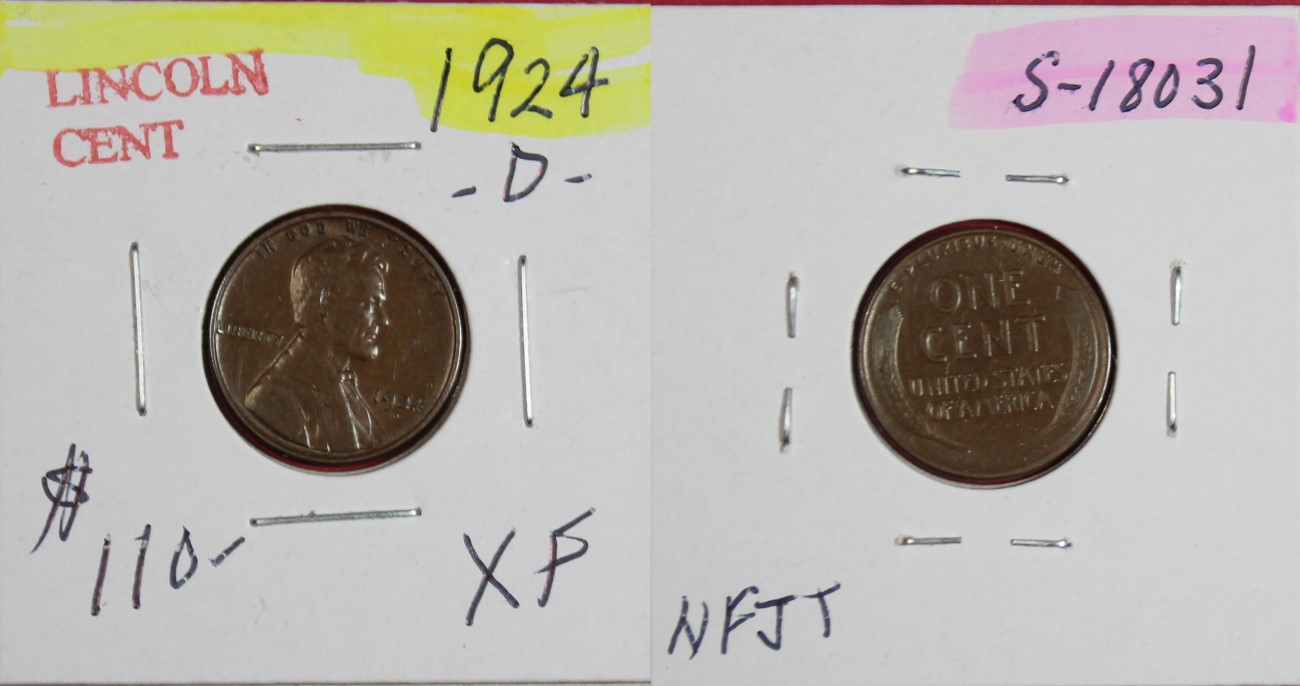 LINCOLN
CENT
1924
-D-
IN GOD WE TRUST
LIBERTY
1924
D
$110-
XF
S-18031
E PLURIBUS UNUM
ONE
CENT
UNITED STATES
OF AMERICA
NFJT